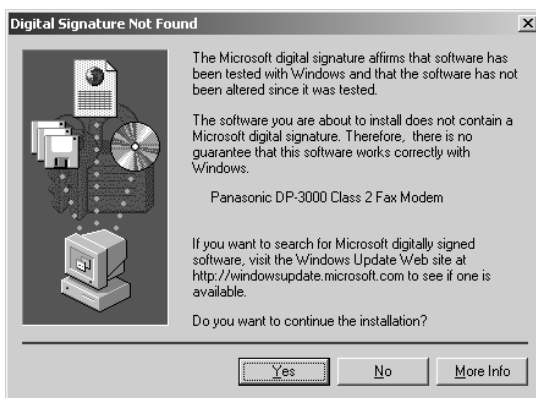 Digital Signature Not Found
The Microsoft digital signature affirms that software has
been tested with Windows and that the software has not
been altered since it was tested.
The software you are about to install does not contain a
Microsoft digital signature. Therefore, there is no
guarantee that this software works correctly with
Windows.
Panasonic DP-3000 Class 2 Fax Modem
If you want to search for Microsoft digitally signed
software, visit the Windows Update Web site at
http://windowsupdate.microsoft.com to see if one is
available.
Do you want to continue the installation?
Yes
No
More Info